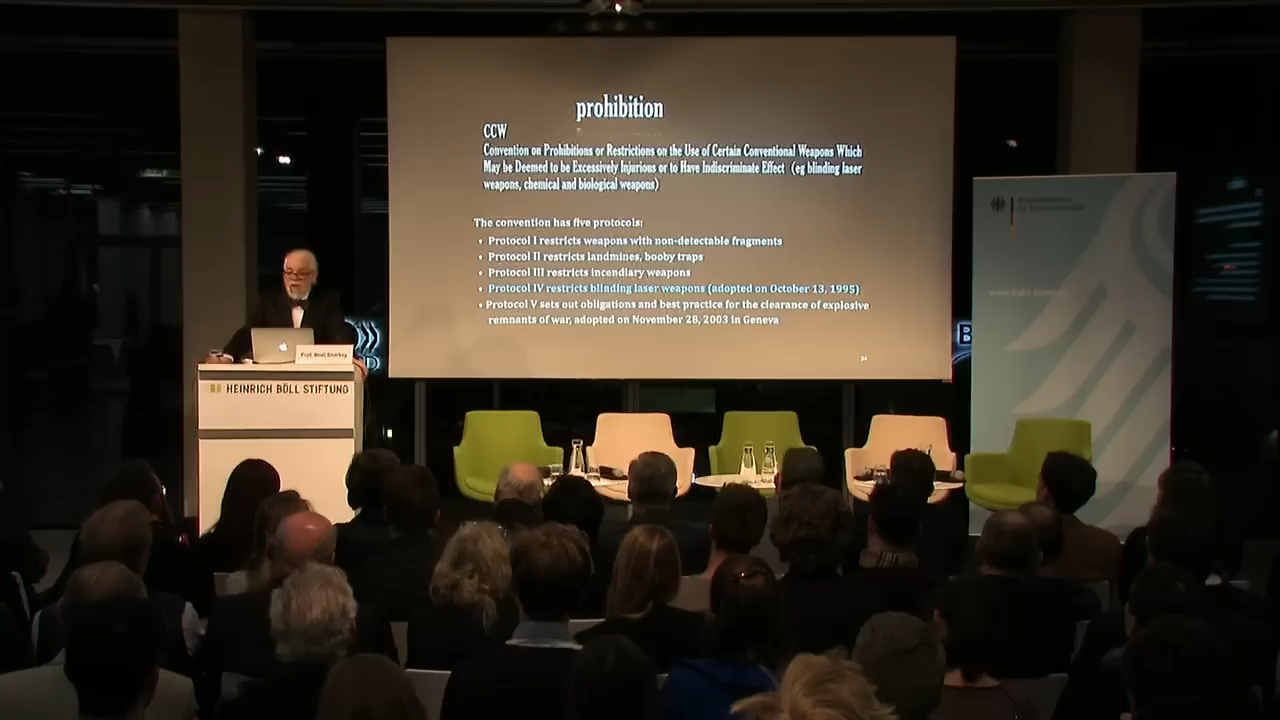 prohibition
CCW
Convention on Prohibitions or Restrictions on the Use of Certain Conventional Weapons Which
May be Deemed to be Excessively Injurious or to Have Indiscriminate Effect (eg blinding laser
weapons, chemical and biological weapons)
The convention has five protocols:
• Protocol I restricts weapons with non-detectable fragments
• Protocol II restricts landmines, booby traps
• Protocol III restricts incendiary weapons
• Protocol IV restricts blinding laser weapons (adopted on October 13, 1995)
• Protocol V sets out obligations and best practice for the clearance of explosive
remnants of war, adopted on November 28, 2003 in Geneva
Prof. Noel Sharkey
HEINRICH BÖLL STIFTUNG